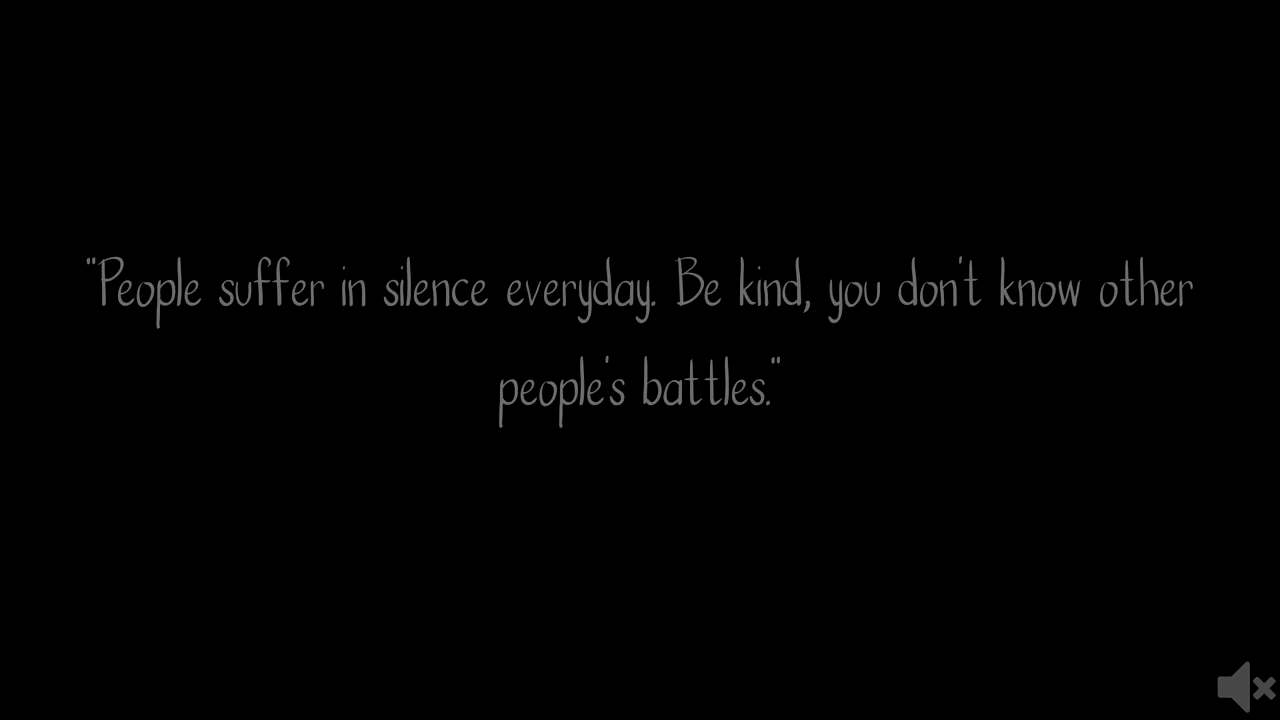 "People suffer in silence everyday. Be kind, you don't know other
people's battles."